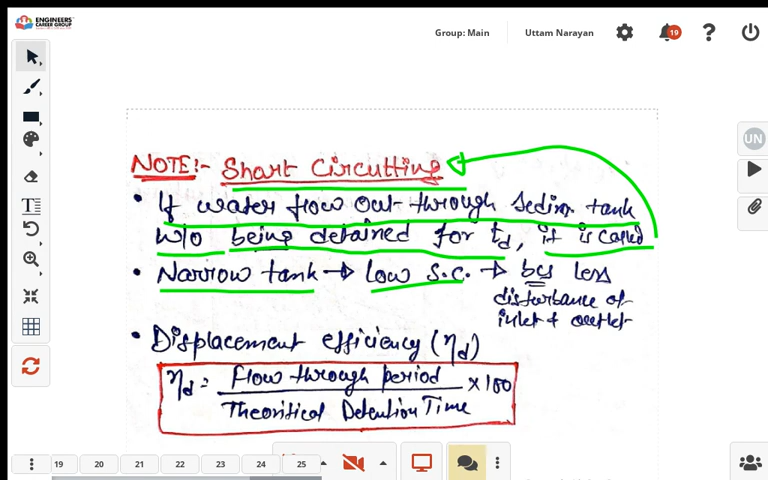 ENGINEERS
CAREER GROUP
Group: Main
Uttam Narayan
19
UN
NOTE:- Short Circutting
• If water flow out through Sedim. tank
w/o being detained for td, it is called
• Narrow tank → low s.c. → bcs less
disturbance of
inlet & outlet
• Displacement efficiency (ηd)
ηd = Flow through period × 100
Theoritical Detention Time
19 20 21 22 23 24 25